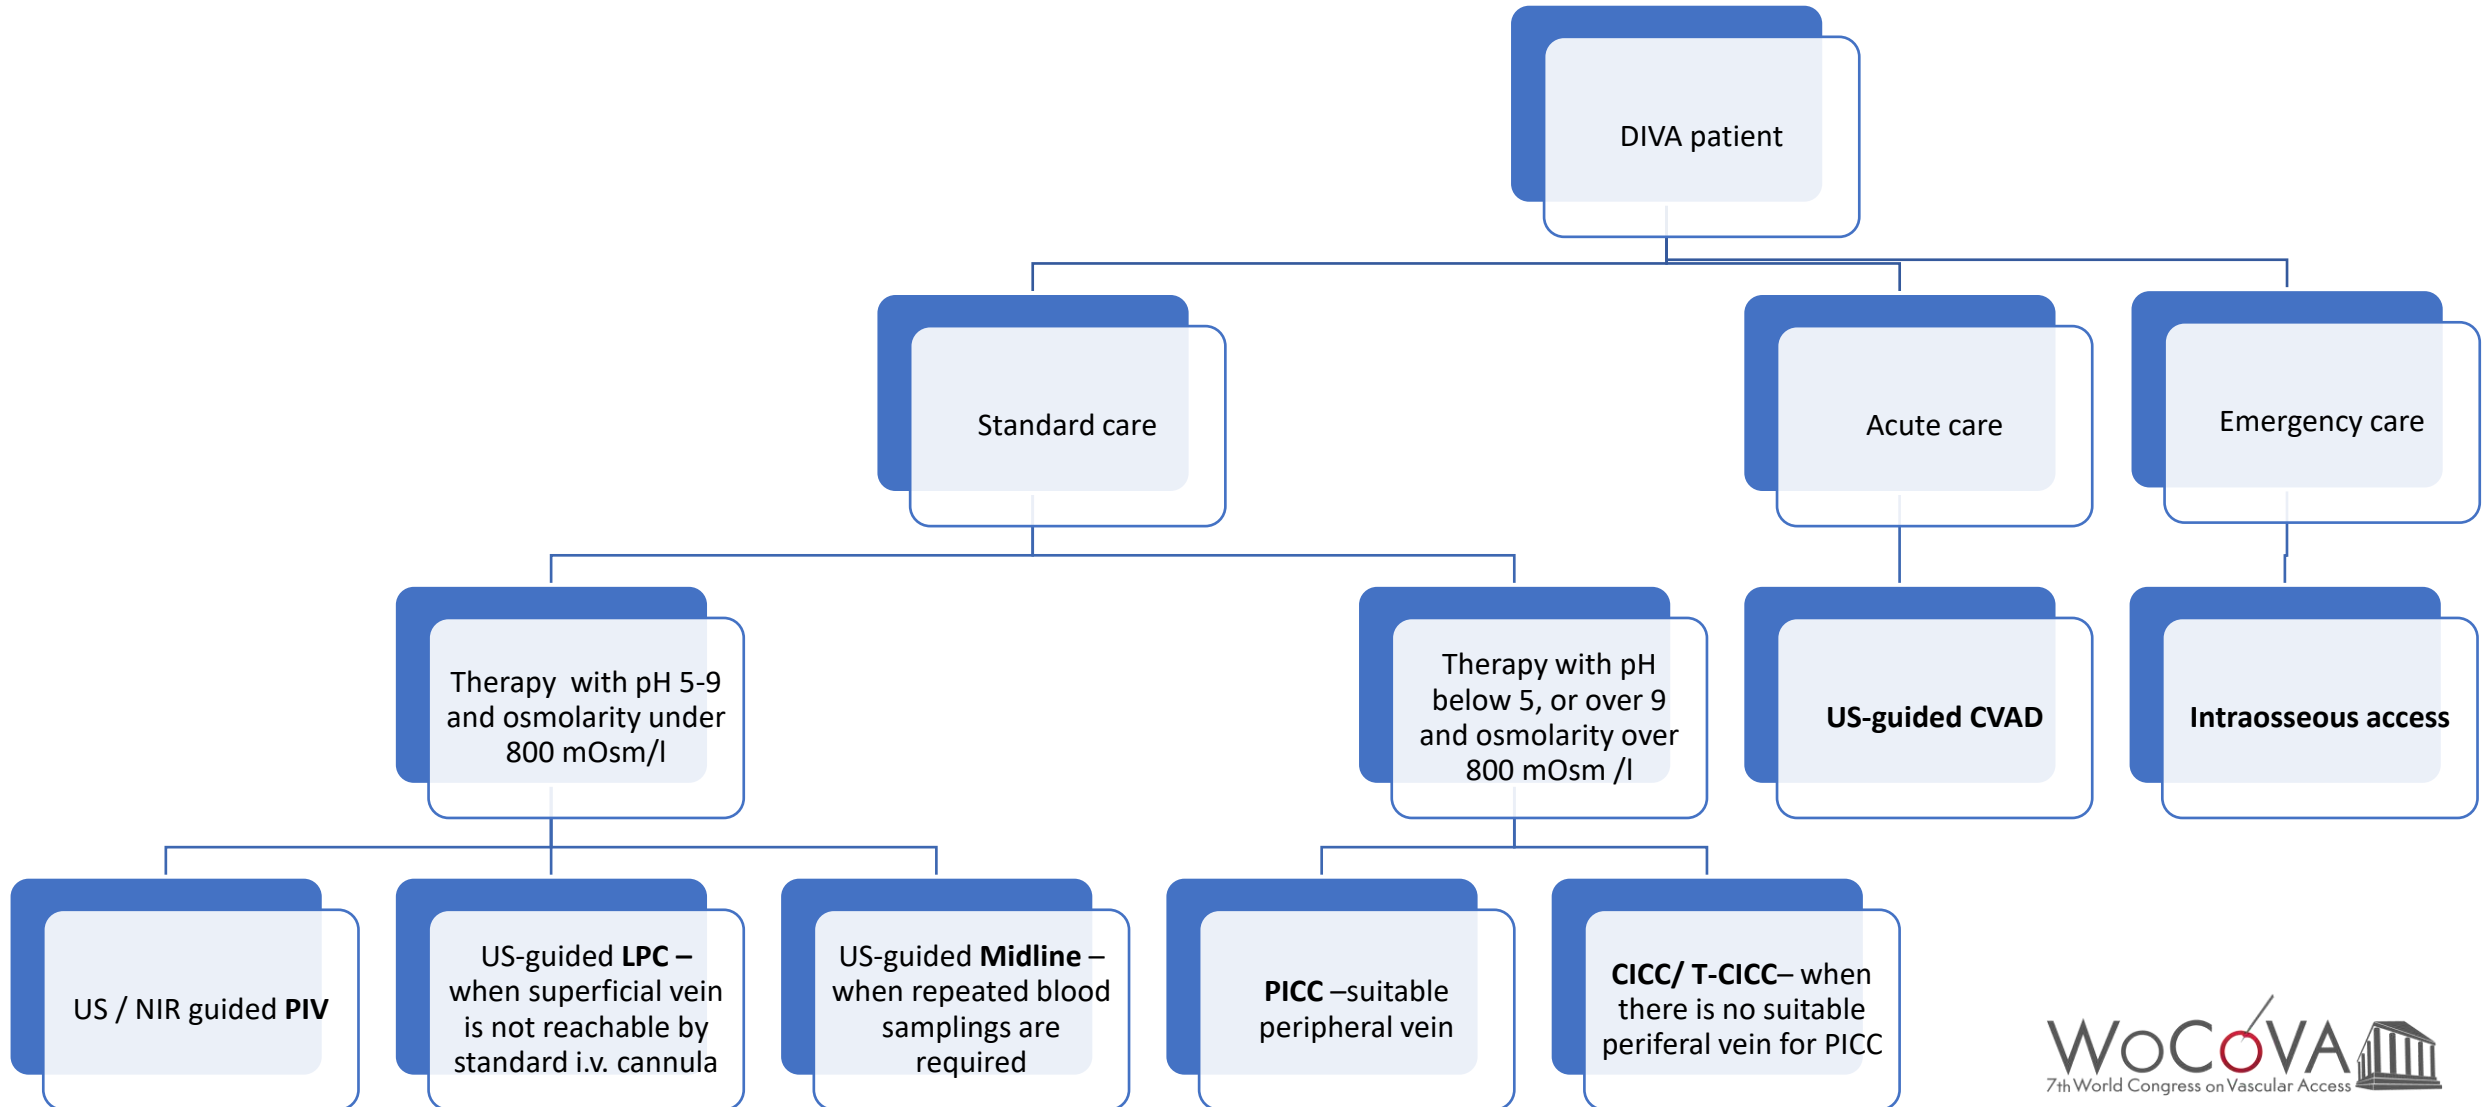 DIVA patient
Standard care
Acute care
Emergency care
Therapy with pH 5-9
and osmolarity under
800 mOsm/l
Therapy with pH
below 5, or over 9
and osmolarity over
800 mOsm /l
US-guided CVAD
Intraosseous access
US / NIR guided PIV
US-guided LPC –
when superficial vein
is not reachable by
standard i.v. cannula
US-guided Midline –
when repeated blood
samplings are
required
PICC –suitable
peripheral vein
CICC/ T-CICC– when
there is no suitable
periferal vein for PICC
WoCoVA
7th World Congress on Vascular Access